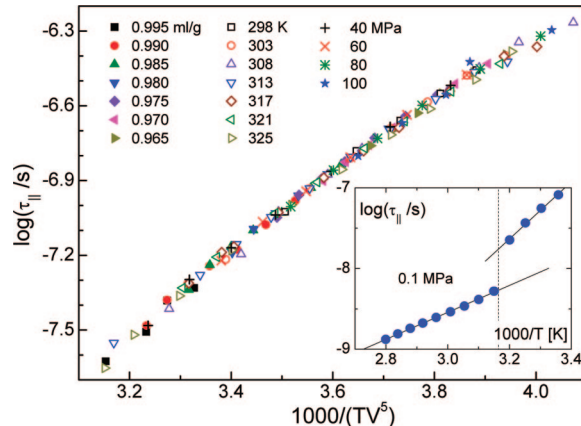 -6.3
-6.6
-6.9
-7.2
-7.5
log(τ|| /s)
0.995 ml/g 298 K 40 MPa
0.990 303 60
0.985 308 80
0.980 313 100
0.975 317
0.970 321
0.965 325
-7
-8
-9
log(τ|| /s)
0.1 MPa
1000/T [K]
2.8 3.0 3.2 3.4
3.2 3.4 3.6 3.8 4.0
1000/(TV⁵)